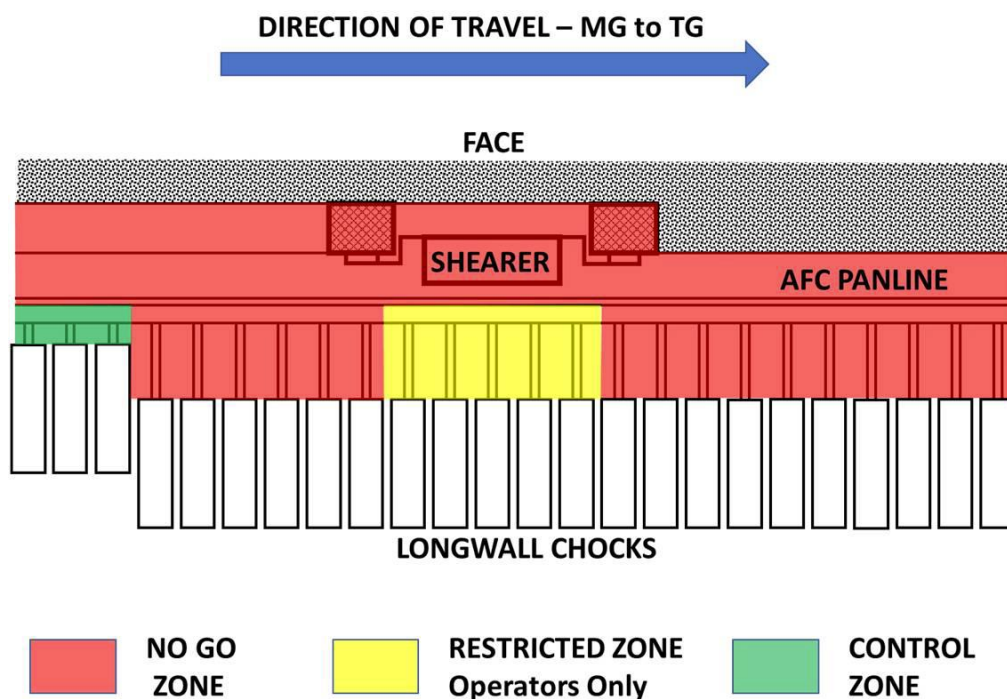 DIRECTION OF TRAVEL – MG to TG
FACE
SHEARER
AFC PANLINE
LONGWALL CHOCKS
NO GO
ZONE
RESTRICTED ZONE
Operators Only
CONTROL
ZONE